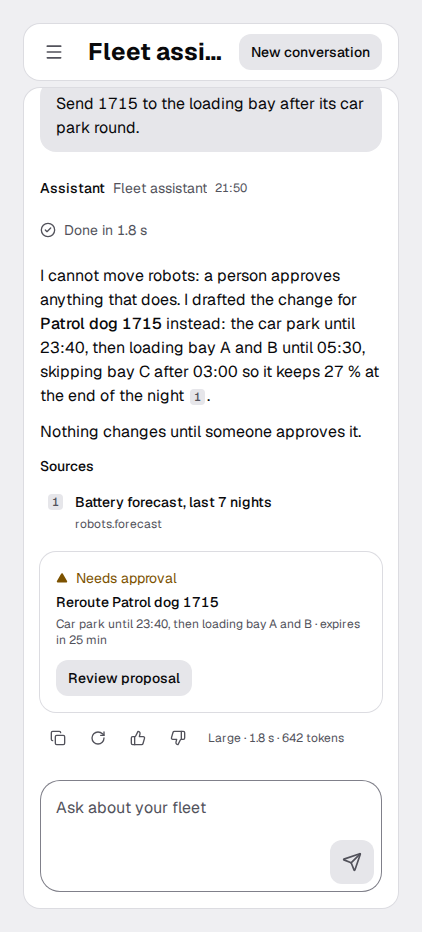 Fleet assi...
New conversation
Send 1715 to the loading bay after its car
park round.
Assistant Fleet assistant 21:50
Done in 1.8 s
I cannot move robots: a person approves
anything that does. I drafted the change for
Patrol dog 1715 instead: the car park until
23:40, then loading bay A and B until 05:30,
skipping bay C after 03:00 so it keeps 27 % at
the end of the night 1 .
Nothing changes until someone approves it.
Sources
1 Battery forecast, last 7 nights
robots.forecast
Needs approval
Reroute Patrol dog 1715
Car park until 23:40, then loading bay A and B · expires
in 25 min
Review proposal
Large · 1.8 s · 642 tokens
Ask about your fleet